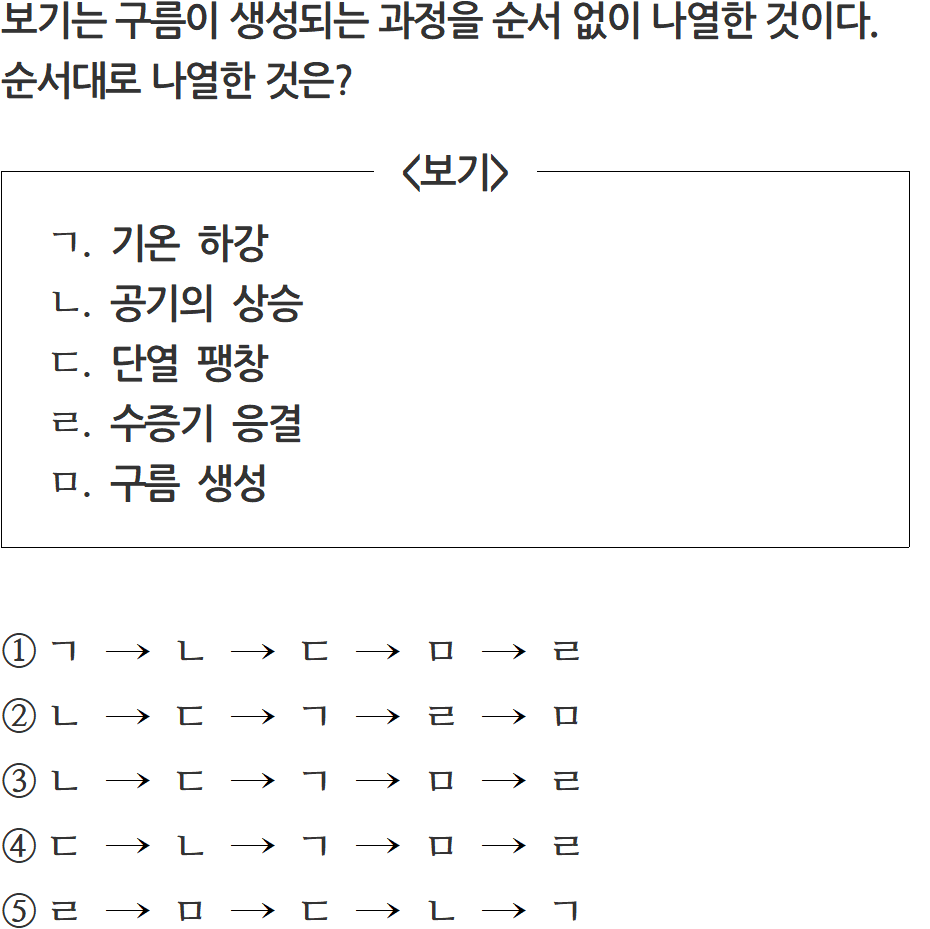 보기는 구름이 생성되는 과정을 순서 없이 나열한 것이다.
순서대로 나열한 것은?
<보기>
ㄱ. 기온 하강
ㄴ. 공기의 상승
ㄷ. 단열 팽창
ㄹ. 수증기 응결
ㅁ. 구름 생성
① ㄱ → ㄴ → ㄷ → ㅁ → ㄹ
② ㄴ → ㄷ → ㄱ → ㄹ → ㅁ
③ ㄴ → ㄷ → ㄱ → ㅁ → ㄹ
④ ㄷ → ㄴ → ㄱ → ㅁ → ㄹ
⑤ ㄹ → ㅁ → ㄷ → ㄴ → ㄱ